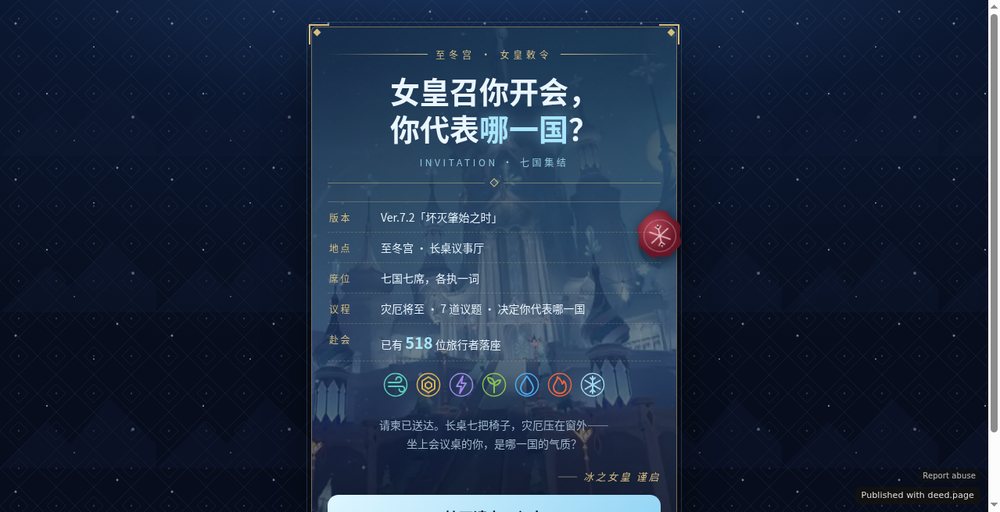 至冬宫 · 女皇敕令
女皇召你开会，
你代表哪一国？
INVITATION · 七国集结
版本 Ver.7.2「坏灭肇始之时」
地点 至冬宫 · 长桌议事厅
席位 七国七席，各执一词
议程 灾厄将至 · 7 道议题 · 决定你代表哪一国
赴会 已有 518 位旅行者落座
请柬已送达。长桌七把椅子，灾厄压在窗外——
坐上会议桌的你，是哪一国的气质？
—— 冰之女皇 谨启
Report abuse
Published with deed.page